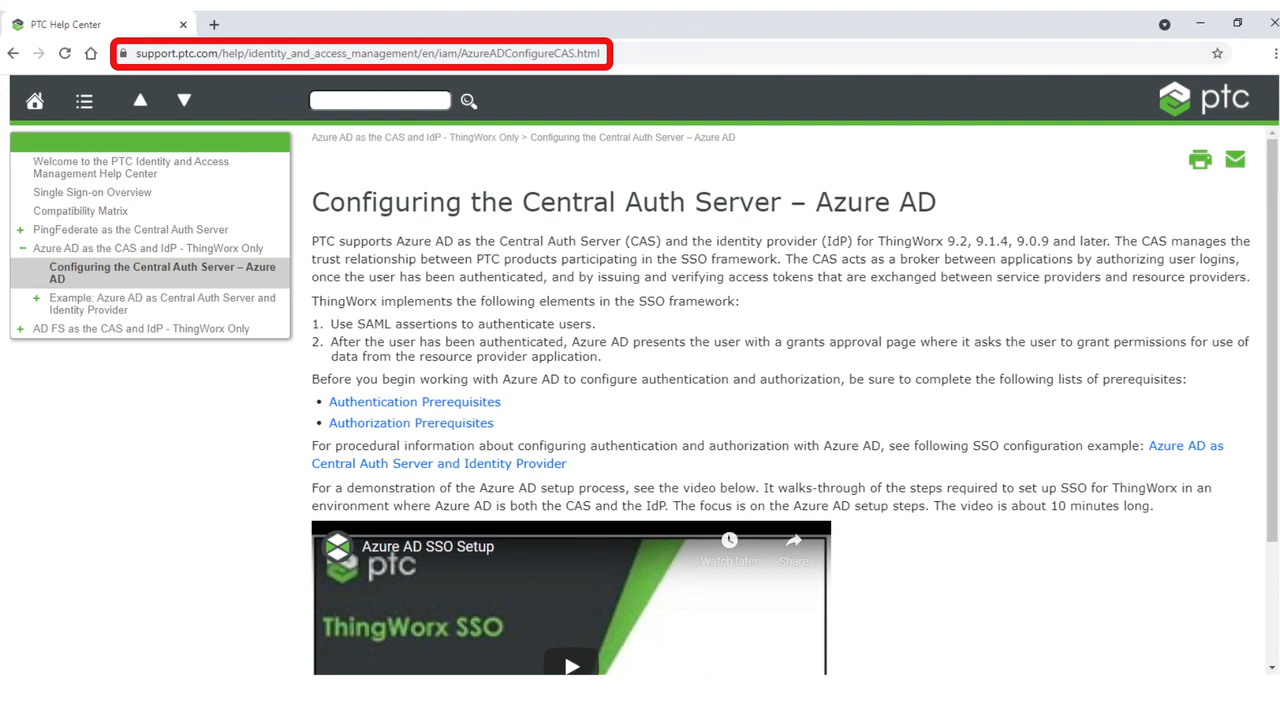 PTC Help Center
support.ptc.com/help/identity_and_access_management/en/iam/AzureADConfigureCAS.html
ptc
Azure AD as the CAS and IdP - ThingWorx Only > Configuring the Central Auth Server – Azure AD
Welcome to the PTC Identity and Access
Management Help Center
Single Sign-on Overview
Compatibility Matrix
PingFederate as the Central Auth Server
Azure AD as the CAS and IdP - ThingWorx Only
Configuring the Central Auth Server – Azure
AD
Example: Azure AD as Central Auth Server and
Identity Provider
AD FS as the CAS and IdP - ThingWorx Only
Configuring the Central Auth Server – Azure AD
PTC supports Azure AD as the Central Auth Server (CAS) and the identity provider (IdP) for ThingWorx 9.2, 9.1.4, 9.0.9 and later. The CAS manages the
trust relationship between PTC products participating in the SSO framework. The CAS acts as a broker between applications by authorizing user logins,
once the user has been authenticated, and by issuing and verifying access tokens that are exchanged between service providers and resource providers.
ThingWorx implements the following elements in the SSO framework:
1. Use SAML assertions to authenticate users.
2. After the user has been authenticated, Azure AD presents the user with a grants approval page where it asks the user to grant permissions for use of
data from the resource provider application.
Before you begin working with Azure AD to configure authentication and authorization, be sure to complete the following lists of prerequisites:
• Authentication Prerequisites
• Authorization Prerequisites
For procedural information about configuring authentication and authorization with Azure AD, see following SSO configuration example: Azure AD as
Central Auth Server and Identity Provider
For a demonstration of the Azure AD setup process, see the video below. It walks-through of the steps required to set up SSO for ThingWorx in an
environment where Azure AD is both the CAS and the IdP. The focus is on the Azure AD setup steps. The video is about 10 minutes long.
Azure AD SSO Setup
Watch later
Share
ptc
ThingWorx SSO